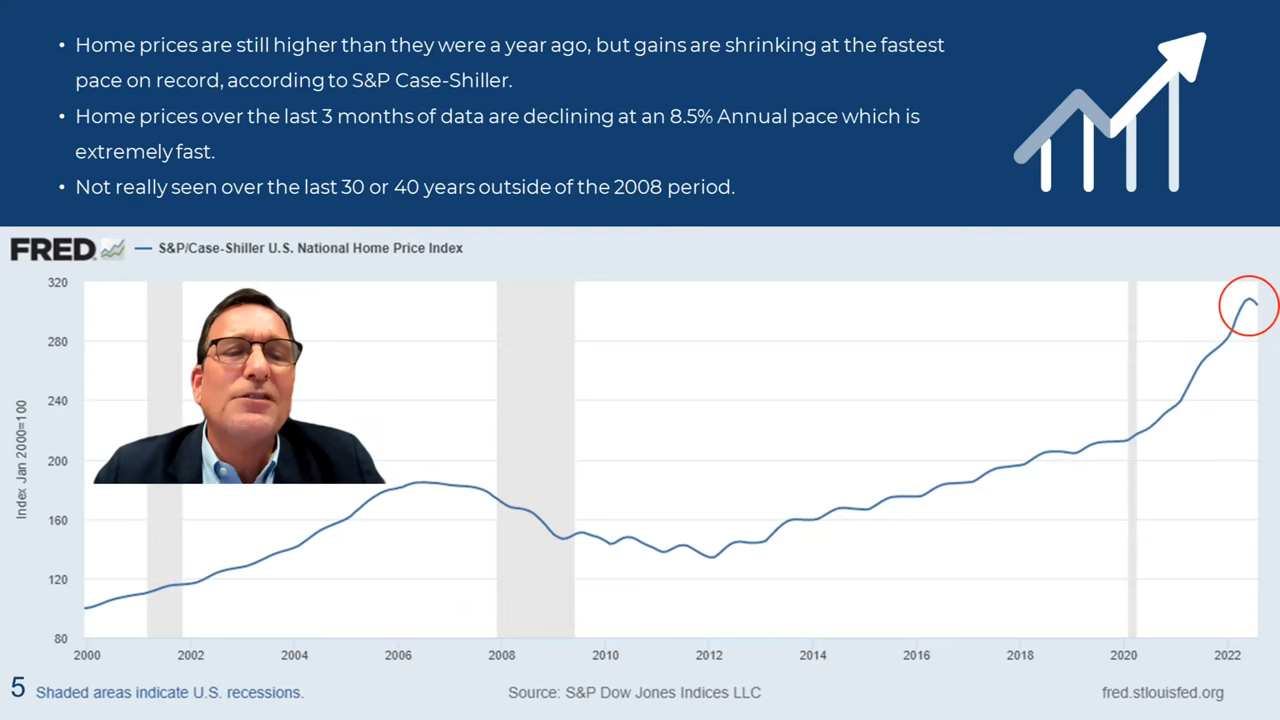 • Home prices are still higher than they were a year ago, but gains are shrinking at the fastest
pace on record, according to S&P Case-Shiller.
• Home prices over the last 3 months of data are declining at an 8.5% Annual pace which is
extremely fast.
• Not really seen over the last 30 or 40 years outside of the 2008 period.
FRED — S&P/Case-Shiller U.S. National Home Price Index
320
280
240
200
160
120
80
Index Jan 2000=100
2000 2002 2004 2006 2008 2010 2012 2014 2016 2018 2020 2022
5 Shaded areas indicate U.S. recessions. Source: S&P Dow Jones Indices LLC fred.stlouisfed.org